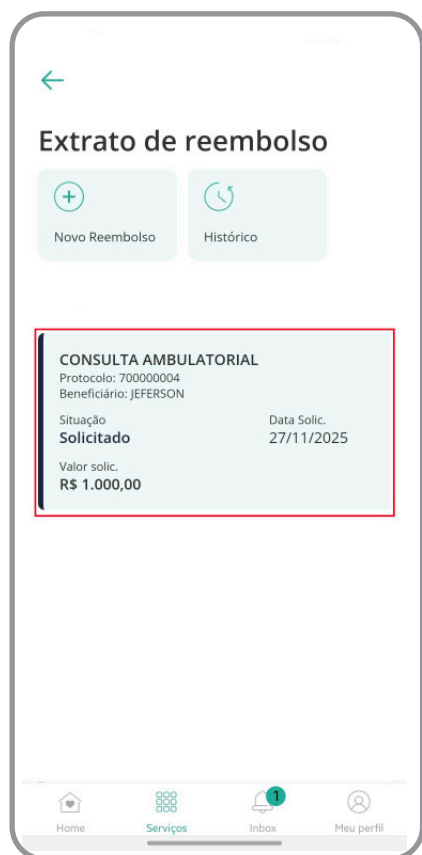 Extrato de reembolso
Novo Reembolso
Histórico
CONSULTA AMBULATORIAL
Protocolo: 700000004
Beneficiário: JEFERSON
Situação
Data Solic.
Solicitado
27/11/2025
Valor solic.
R$ 1.000,00
1
Home
Serviços
Inbox
Meu perfil